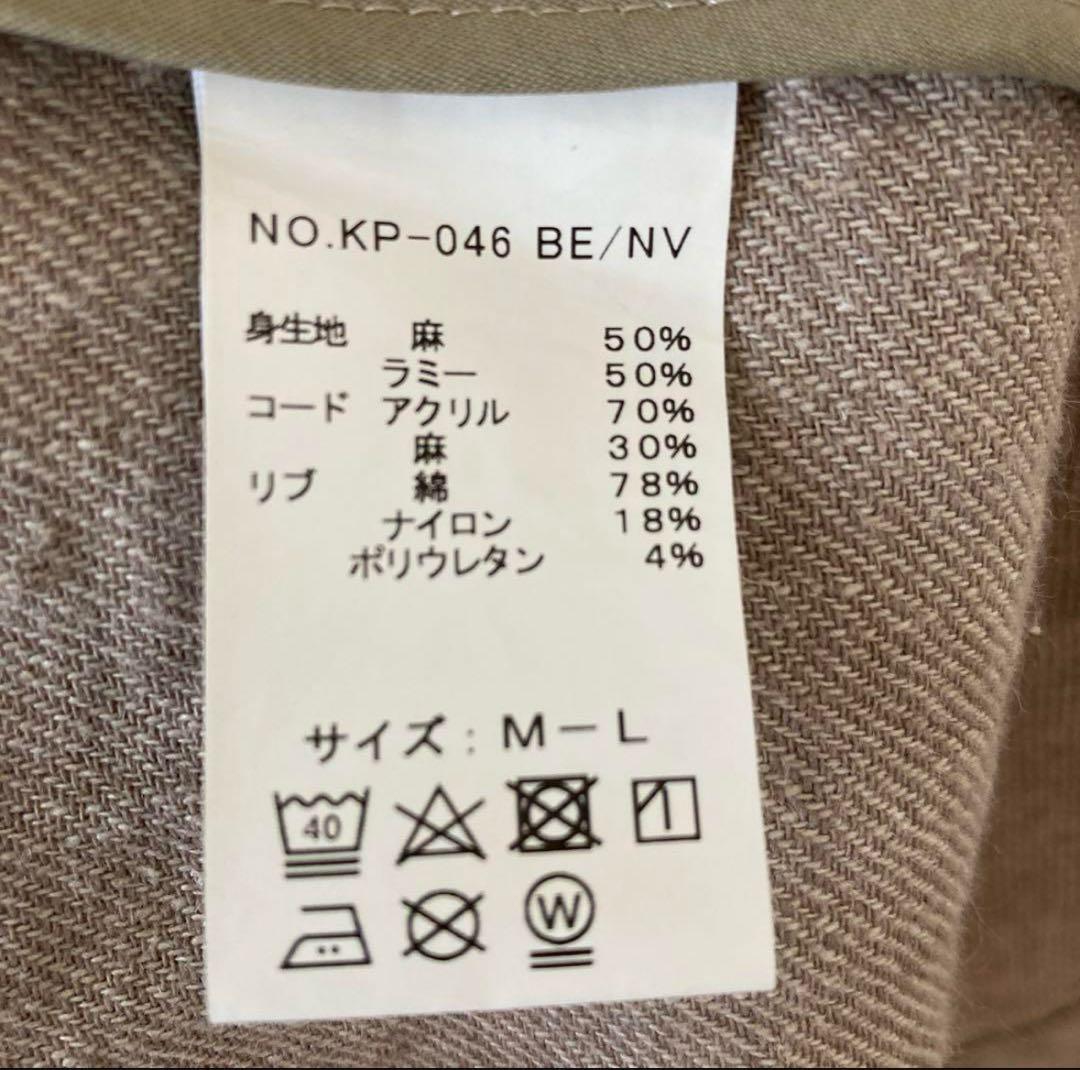 NO.KP-046 BE/NV
身生地 麻 50%
ラミー 50%
コード アクリル 70%
麻 30%
リブ 綿 78%
ナイロン 18%
ポリウレタン 4%
サイズ: M-L
40
W